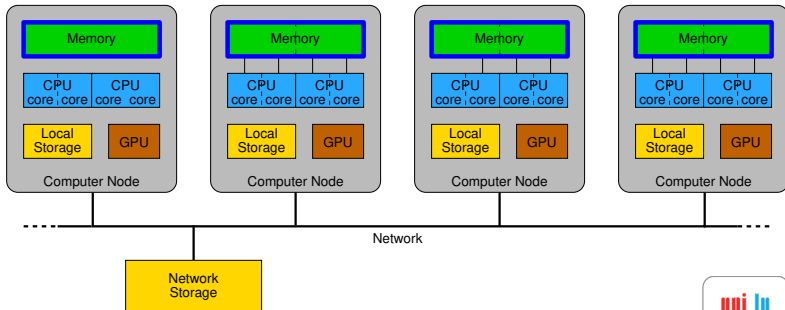 Memory
Memory
Memory
Memory
CPU CPU
core core core core
CPU CPU
core core core core
CPU CPU
core core core core
CPU CPU
core core core core
Local
Storage
GPU
Local
Storage
GPU
Local
Storage
GPU
Local
Storage
GPU
Computer Node
Computer Node
Computer Node
Computer Node
Network
Network
Storage
uni lu